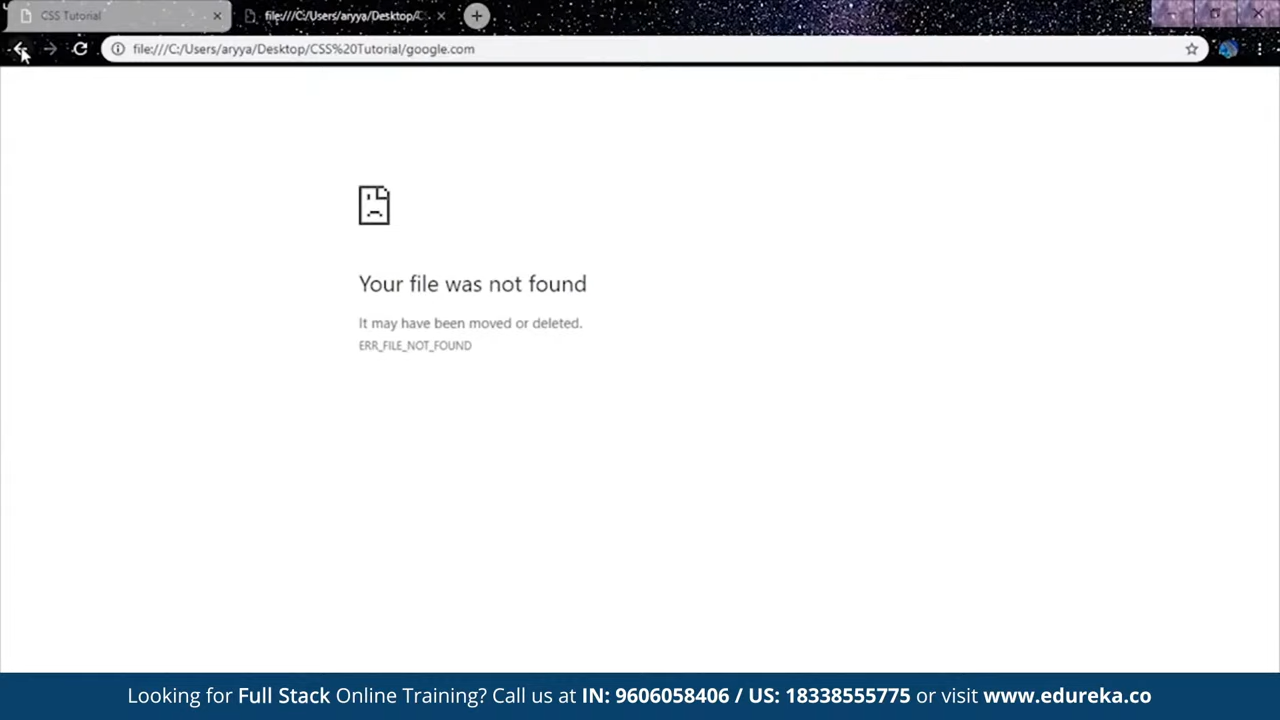 CSS Tutorial
file:///C:/Users/aryya/Desktop/C
file:///C:/Users/aryya/Desktop/CSS%20Tutorial/google.com
Your file was not found
It may have been moved or deleted.
ERR_FILE_NOT_FOUND
Looking for Full Stack Online Training? Call us at IN: 9606058406 / US: 18338555775 or visit www.edureka.co